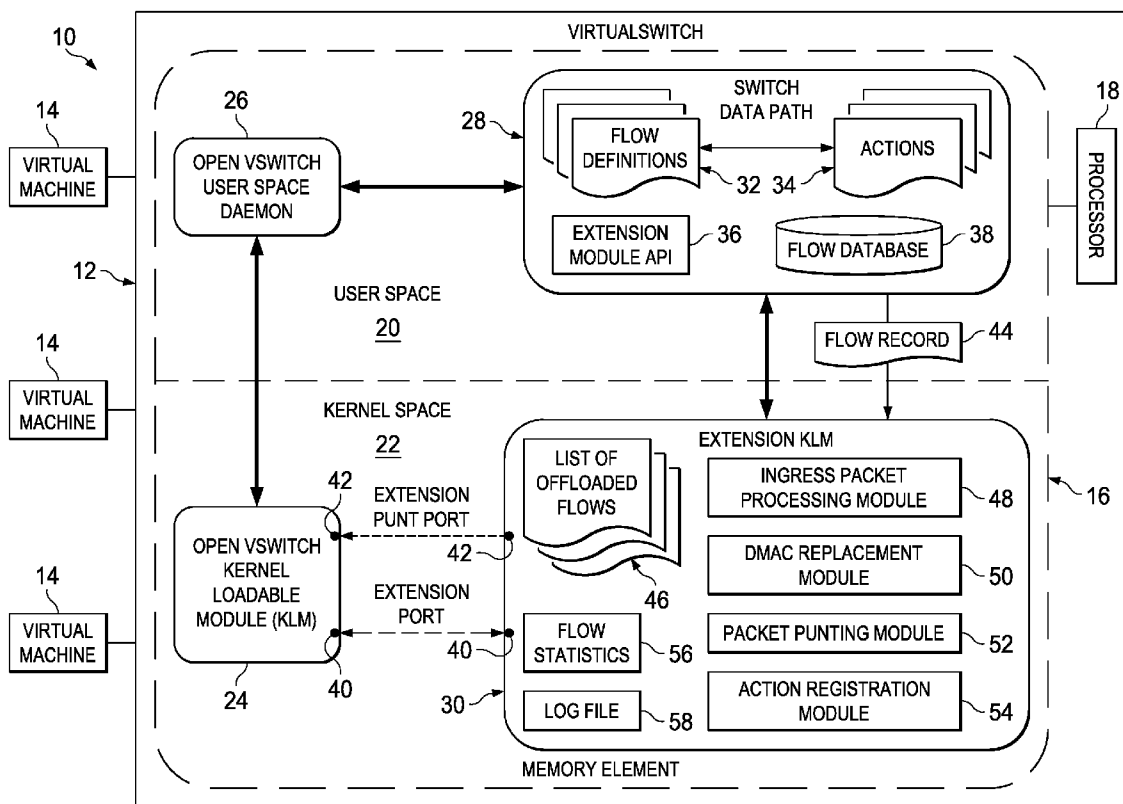 VIRTUALSWITCH
10
14
VIRTUAL
MACHINE
12
14
VIRTUAL
MACHINE
14
VIRTUAL
MACHINE
26
OPEN VSWITCH
USER SPACE
DAEMON
28
SWITCH
DATA PATH
FLOW
DEFINITIONS
32
34
ACTIONS
EXTENSION
MODULE API
36
FLOW DATABASE
38
18
PROCESSOR
USER SPACE
20
FLOW RECORD
44
KERNEL SPACE
22
42
EXTENSION
PUNT PORT
42
OPEN VSWITCH
KERNEL
LOADABLE
MODULE (KLM)
EXTENSION
PORT
40
40
24
EXTENSION KLM
LIST OF
OFFLOADED
FLOWS
46
INGRESS PACKET
PROCESSING MODULE
48
16
DMAC REPLACEMENT
MODULE
50
FLOW
STATISTICS
56
PACKET PUNTING MODULE
52
30
LOG FILE
58
ACTION REGISTRATION
MODULE
54
MEMORY ELEMENT